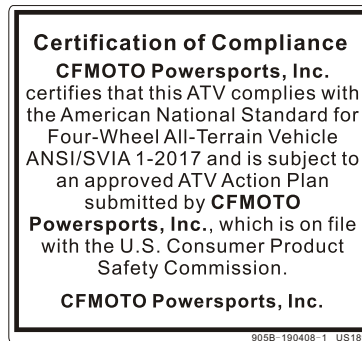 Certification of Compliance
CFMOTO Powersports, Inc.
certifies that this ATV complies with
the American National Standard for
Four-Wheel All-Terrain Vehicle
ANSI/SVIA 1-2017 and is subject to
an approved ATV Action Plan
submitted by CFMOTO
Powersports, Inc., which is on file
with the U.S. Consumer Product
Safety Commission.
CFMOTO Powersports, Inc.
905B-190408-1 US18